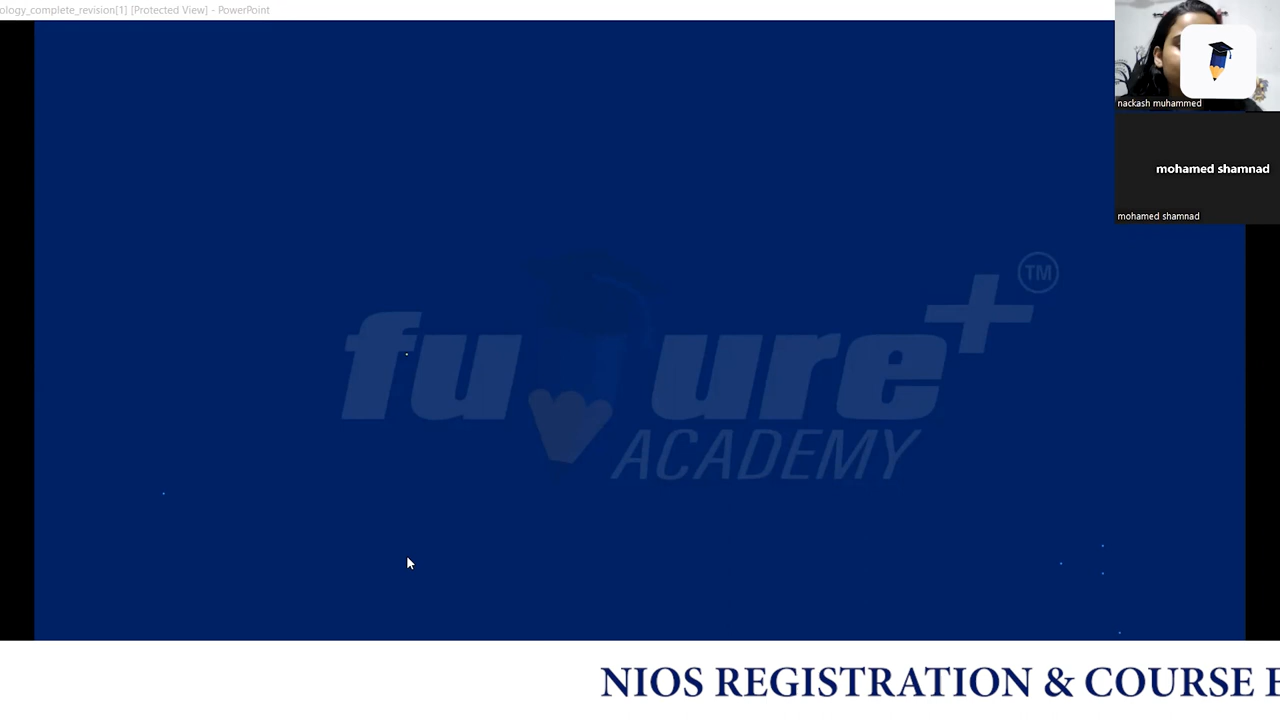 ology_complete_revision[1] [Protected View] - PowerPoint
nackash muhammed
mohamed shamnad
mohamed shamnad
future+ TM
ACADEMY
NIOS REGISTRATION & COURSE